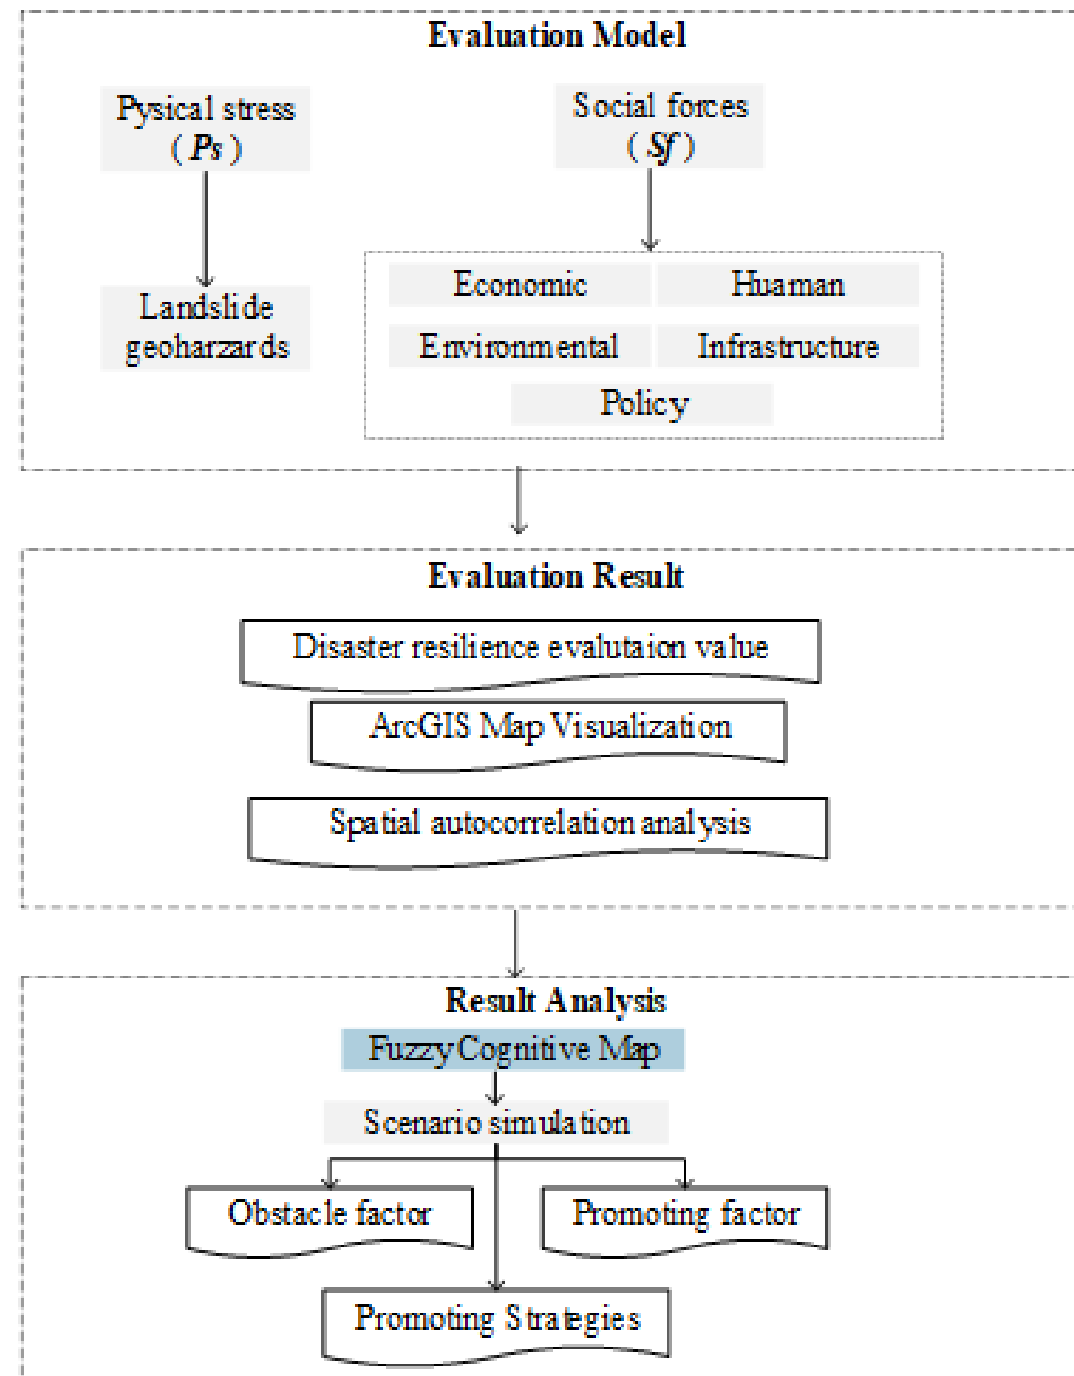 Evaluation Model
Pysical stress
( Ps )
Social forces
( Sf )
Landslide
geoharzards
Economic
Huaman
Environmental
Infrastructure
Policy
Evaluation Result
Disaster resilience evalutaion value
ArcGIS Map Visualization
Spatial autocorrelation analysis
Result Analysis
Fuzzy Cognitive Map
Scenario simulation
Obstacle factor
Promoting factor
Promoting Strategies